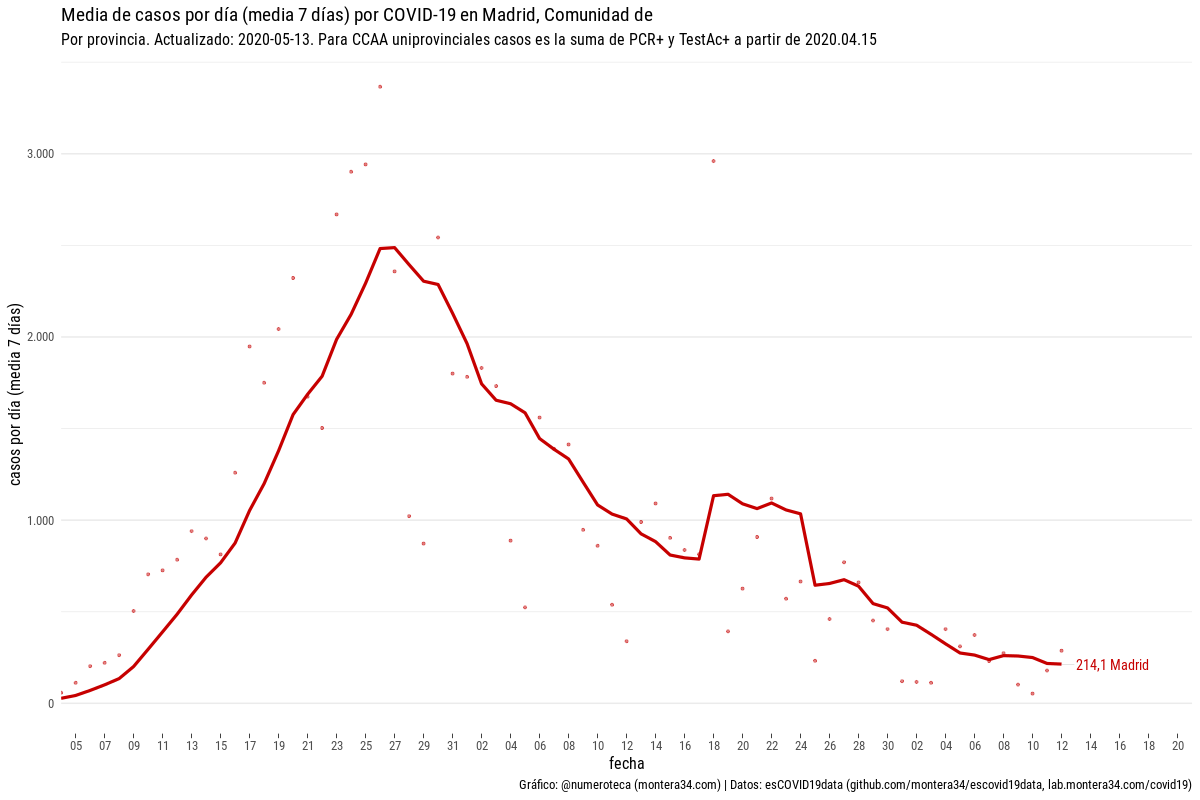 Media de casos por día (media 7 días) por COVID-19 en Madrid, Comunidad de
Por provincia. Actualizado: 2020-05-13. Para CCAA uniprovinciales casos es la suma de PCR+ y TestAc+ a partir de 2020.04.15
casos por día (media 7 días)
3.000
2.000
1.000
0
214,1 Madrid
05 07 09 11 13 15 17 19 21 23 25 27 29 31 02 04 06 08 10 12 14 16 18 20 22 24 26 28 30 02 04 06 08 10 12 14 16 18 20
fecha
Gráfico: @numeroteca (montera34.com) | Datos: esCOVID19data (github.com/montera34/escovid19data, lab.montera34.com/covid19)